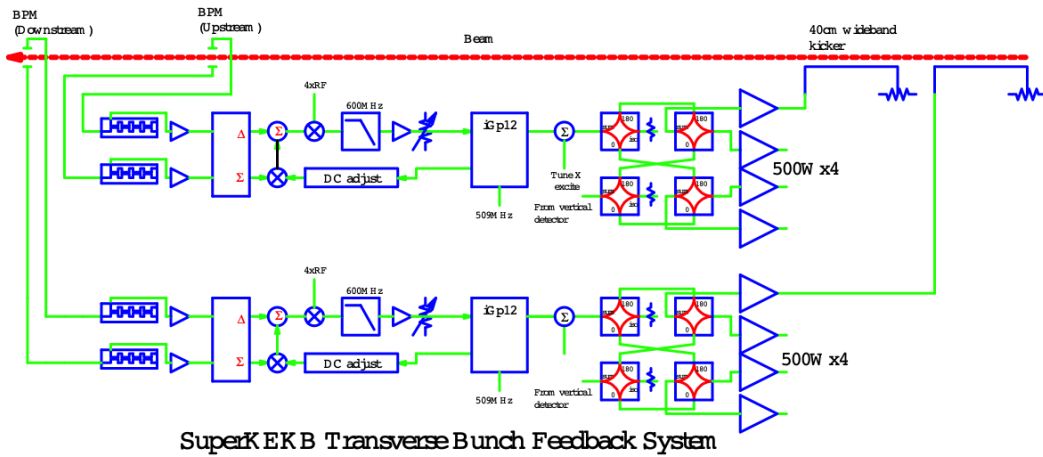 BPM
(Downstream)
BPM
(Upstream)
Beam
40cm wideband
kicker
4xRF
600MHz
Δ
Σ
Σ
iGp12
Σ
180
0
180
0
DC adjust
Tune X
excite
509MHz
From vertical
detector
180
0
180
0
500W x4
4xRF
600MHz
Δ
Σ
Σ
iGp12
Σ
180
0
180
0
DC adjust
509MHz
From vertical
detector
180
0
180
0
500W x4
SuperKEKB Transverse Bunch Feedback System